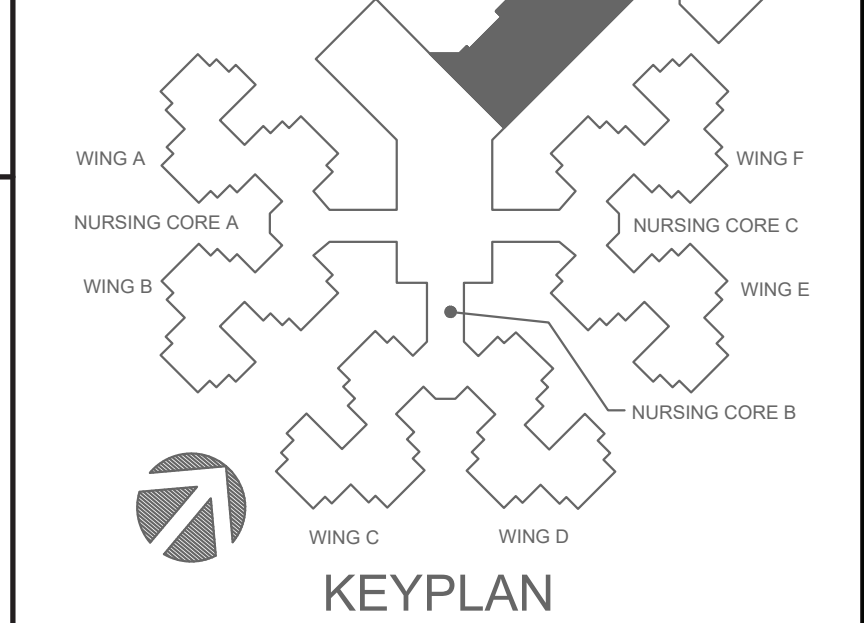 WING A
WING F
NURSING CORE A
NURSING CORE C
WING B
WING E
NURSING CORE B
WING C
WING D
KEYPLAN